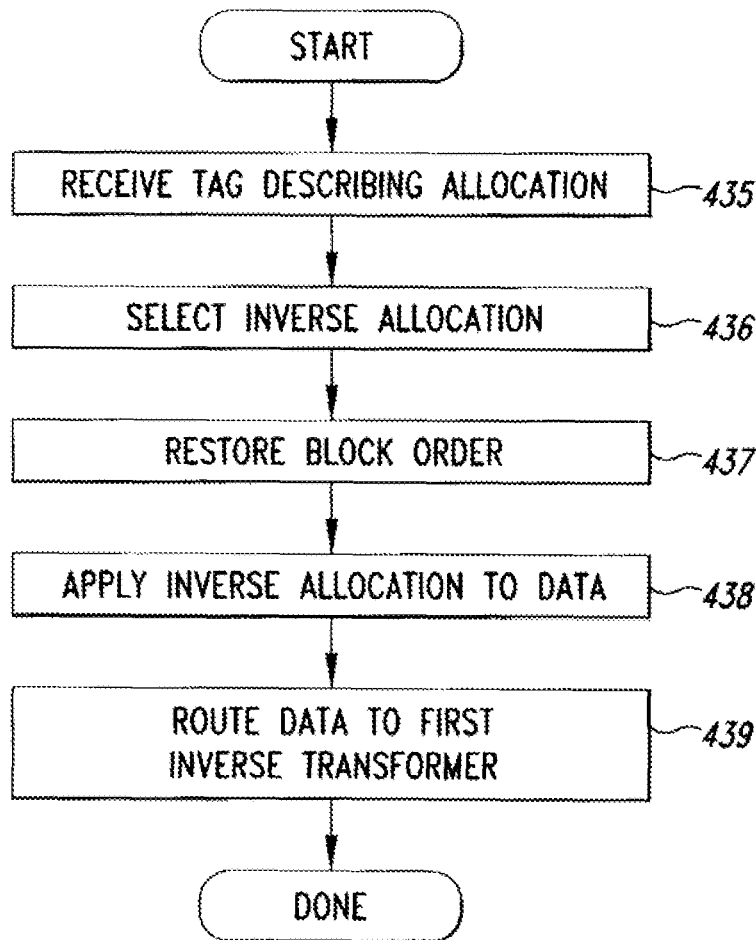 START
RECEIVE TAG DESCRIBING ALLOCATION
435
SELECT INVERSE ALLOCATION
436
RESTORE BLOCK ORDER
437
APPLY INVERSE ALLOCATION TO DATA
438
ROUTE DATA TO FIRST
INVERSE TRANSFORMER
439
DONE